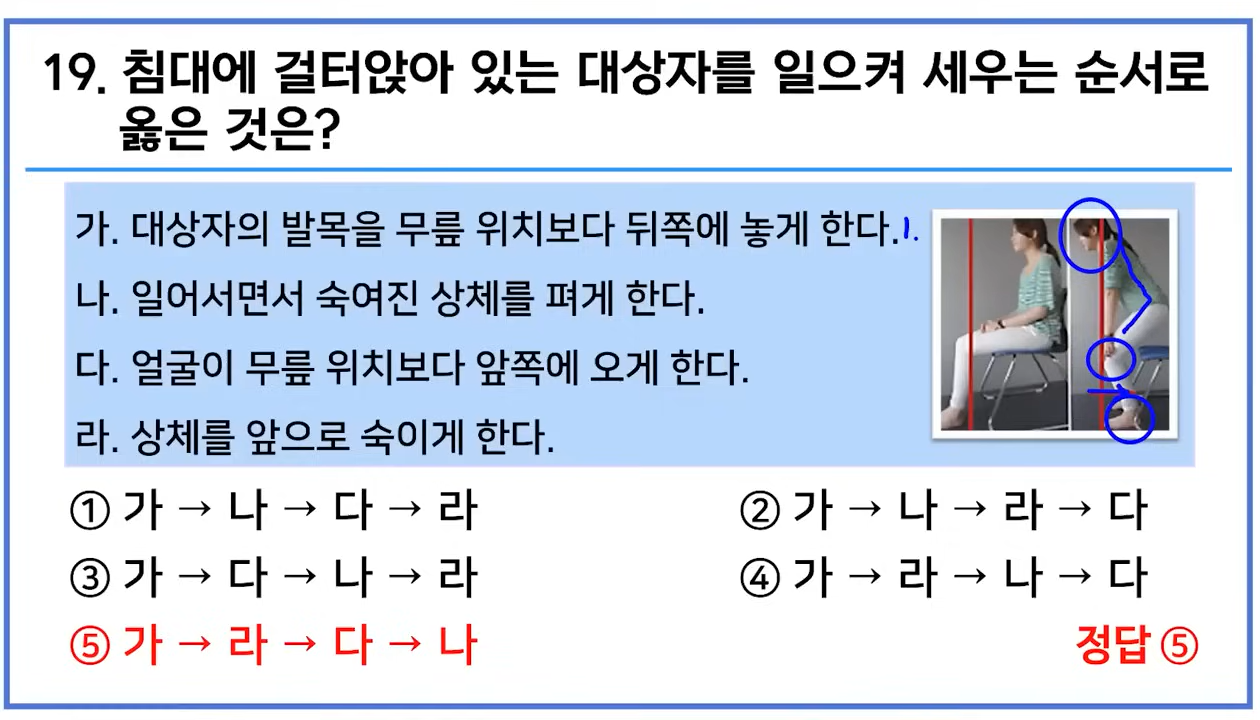 19. 침대에 걸터앉아 있는 대상자를 일으켜 세우는 순서로
옳은 것은?
가. 대상자의 발목을 무릎 위치보다 뒤쪽에 놓게 한다. 1.
나. 일어서면서 숙여진 상체를 펴게 한다.
다. 얼굴이 무릎 위치보다 앞쪽에 오게 한다.
라. 상체를 앞으로 숙이게 한다.
① 가 → 나 → 다 → 라
② 가 → 나 → 라 → 다
③ 가 → 다 → 나 → 라
④ 가 → 라 → 나 → 다
⑤ 가 → 라 → 다 → 나
정답 ⑤